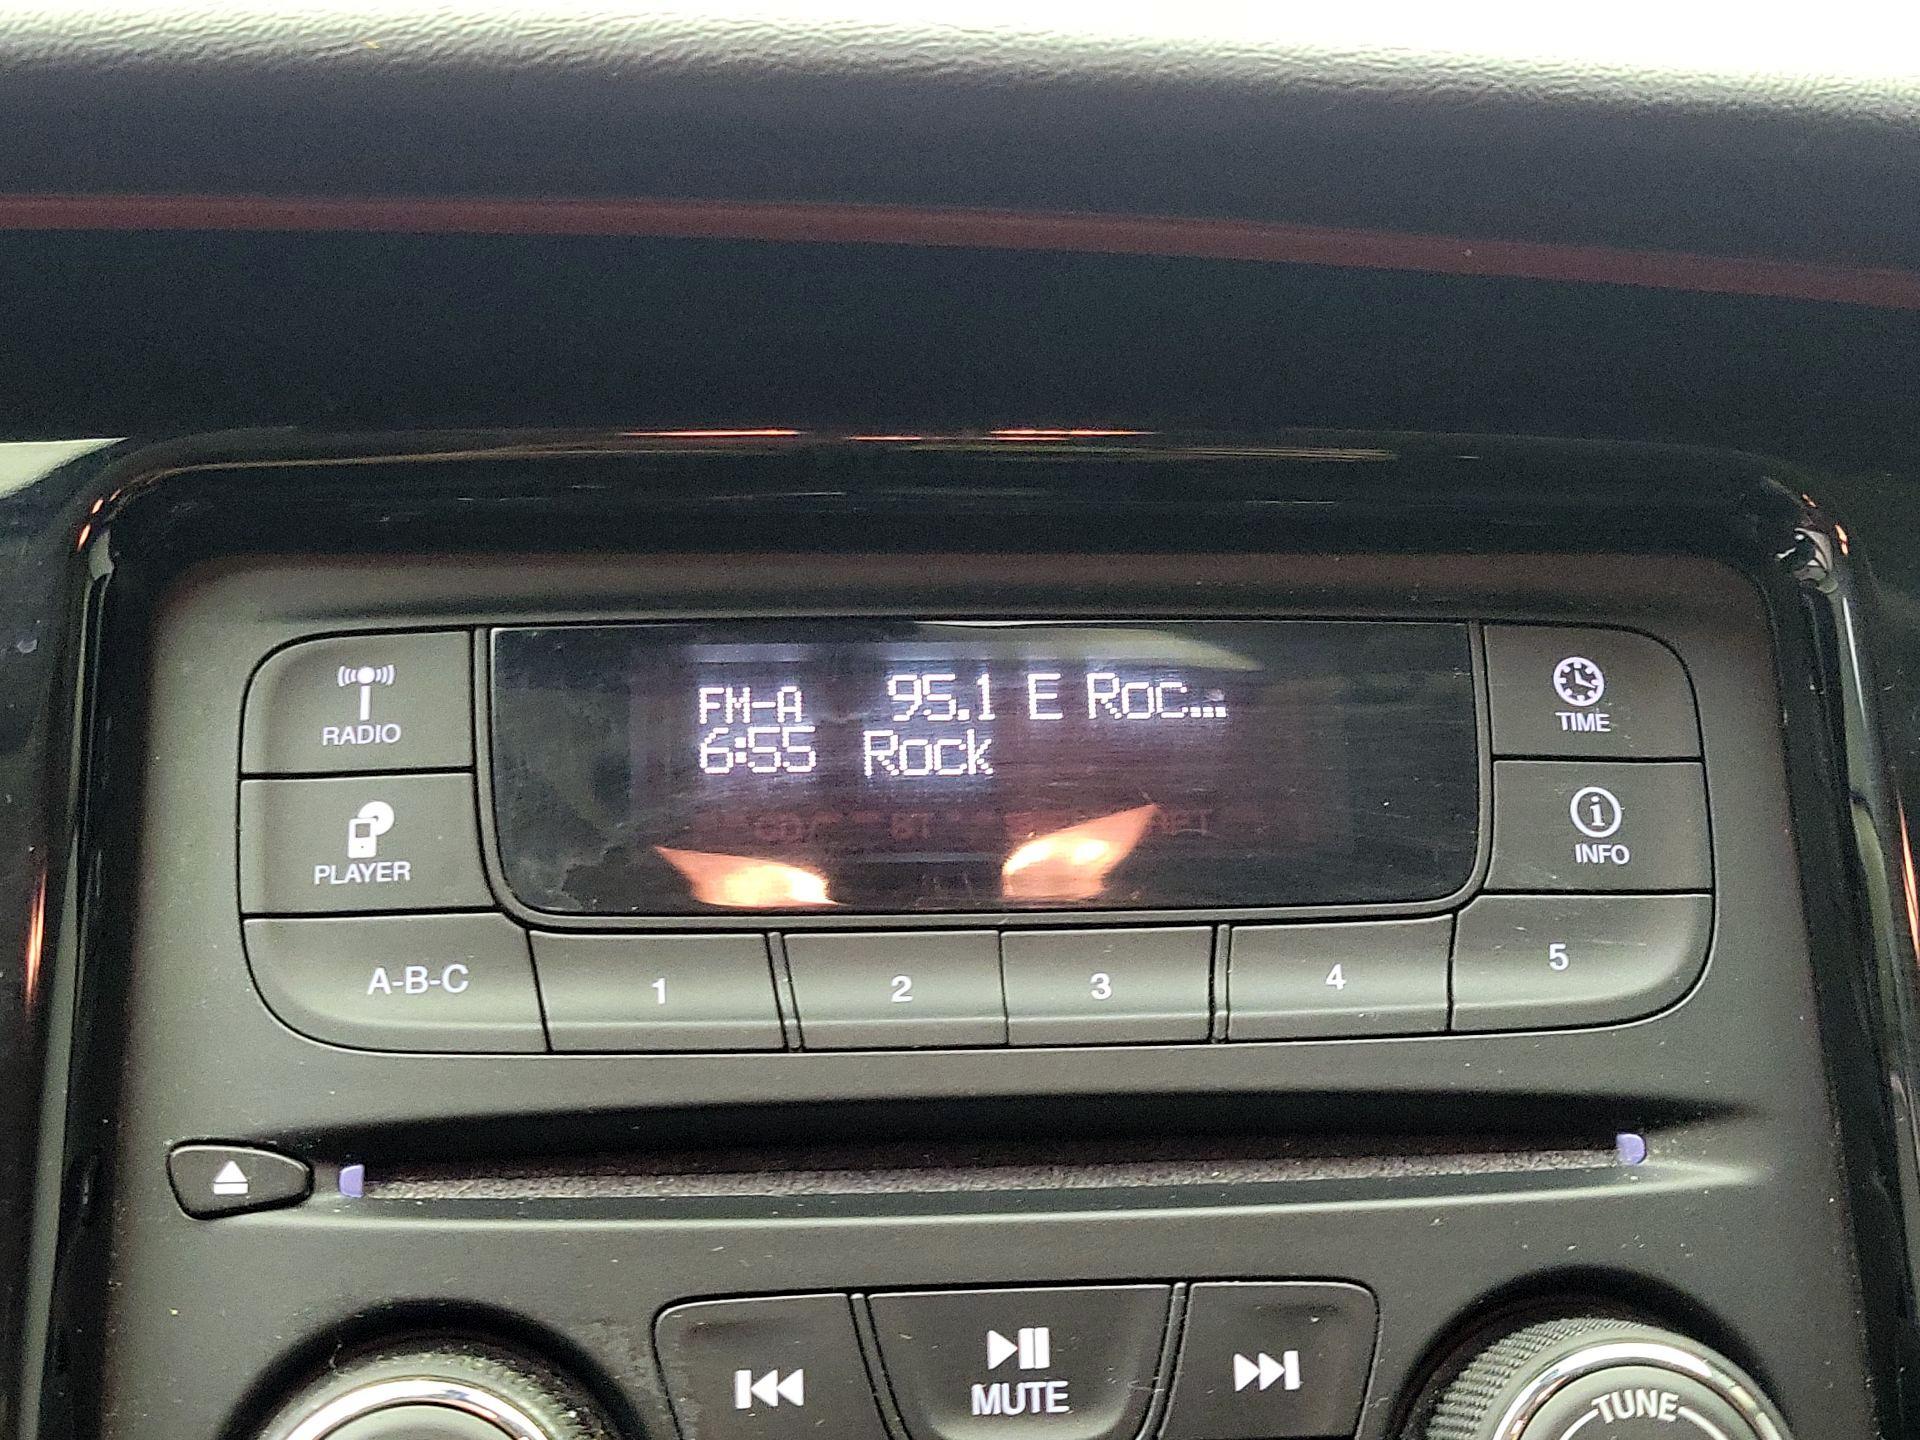 RADIO
FM-A 95.1 E Roc...
6:55 Rock
TIME
PLAYER
INFO
A-B-C 1 2 3 4 5
MUTE
TUNE